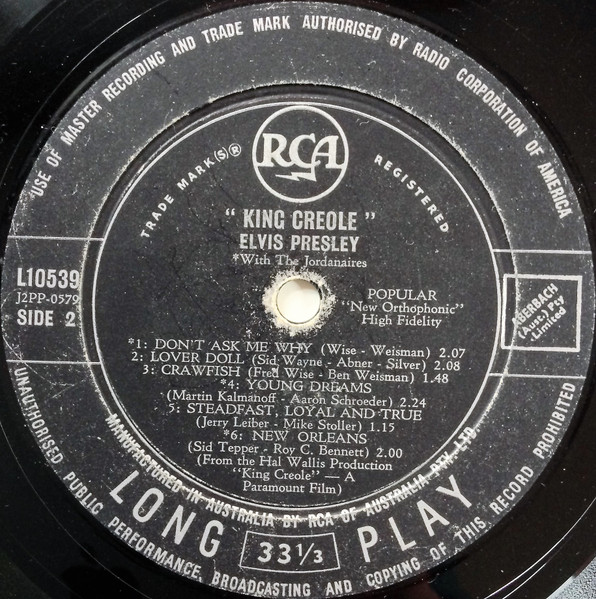 USE OF MASTER RECORDING AND TRADE MARK AUTHORISED BY RADIO CORPORATION OF AMERICA
RCA
TRADE MARK(S)® REGISTERED
" KING CREOLE "
ELVIS PRESLEY
*With The Jordanaires
L10539
J2PP-0579
SIDE 2
POPULAR
"New Orthophonic"
High Fidelity
ABERBACH
(Aust.) Pty
Limited
*1: DON'T ASK ME WHY (Wise - Weisman) 2.07
2: LOVER DOLL (Sid Wayne - Abner - Silver) 2.08
3: CRAWFISH (Fred Wise - Ben Weisman) 1.48
*4: YOUNG DREAMS
(Martin Kalmanoff - Aaron Schroeder) 2.24
5: STEADFAST, LOYAL AND TRUE
(Jerry Leiber - Mike Stoller) 1.15
*6: NEW ORLEANS
(Sid Tepper - Roy C. Bennett) 2.00
(From the Hal Wallis Production
"King Creole" — A
Paramount Film)
MANUFACTURED IN AUSTRALIA BY RCA OF AUSTRALIA PTY. LTD.
LONG 33 1/3 PLAY
UNAUTHORISED PUBLIC PERFORMANCE, BROADCASTING AND COPYING OF THIS RECORD PROHIBITED